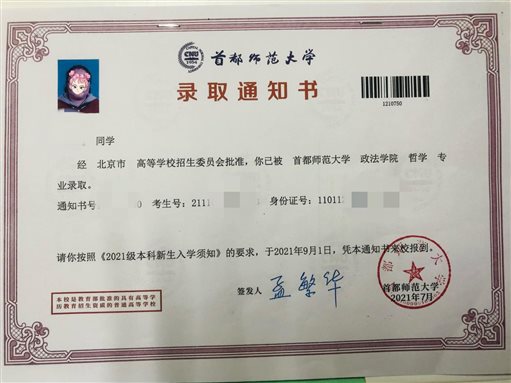 首都师范大学
录取通知书
1210750
同学
经 北京市 高等学校招生委员会批准，你已被 首都师范大学 政法学院 哲学 专
业录取。
通知书号 0 考生号：2111 身份证号：11011
请你按照《2021级本科新生入学须知》的要求，于2021年9月1日，凭本通知书来校报到。
签发人 孟繁华
首都师范大学
2021年7月
本校是教育部批准的具有高等学
历教育招生资质的普通高等学校